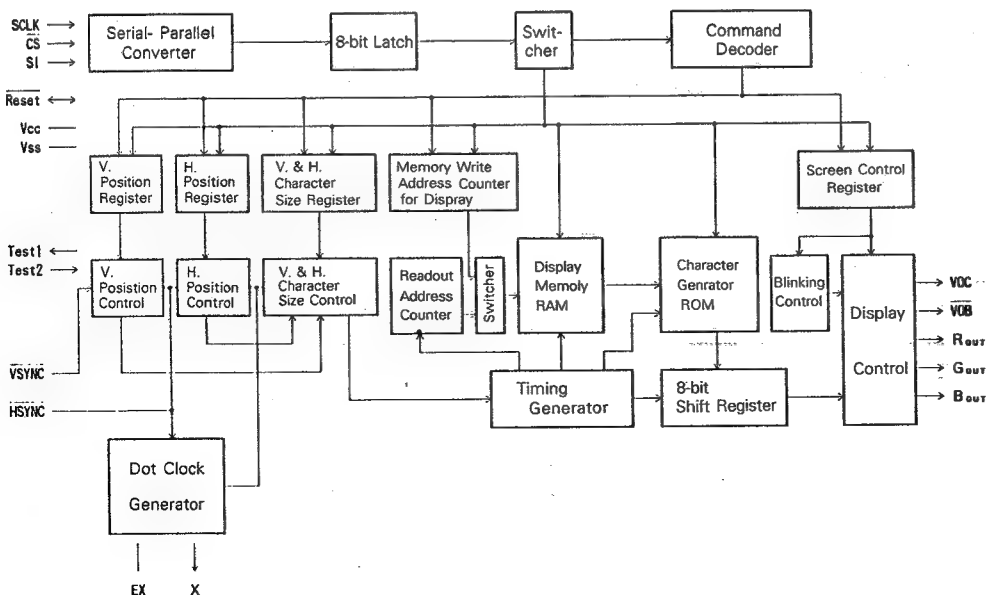 SCLK
CS
SI
Serial- Parallel
Converter
8-bit Latch
Swit-
cher
Command
Decoder
Reset
Vcc
Vss
V.
Position
Register
H.
Position
Register
V. & H.
Character
Size Register
Memory Write
Address Counter
for Dispray
Screen Control
Register
Test1
Test2
V.
Posistion
Control
H.
Position
Control
V. & H.
Character
Size Control
Readout
Address
Counter
Switcher
Display
Memoly
RAM
Character
Genrator
ROM
Blinking
Control
Display
Control
VOC
VOB
ROUT
GOUT
BOUT
VSYNC
HSYNC
Timing
Generator
8-bit
Shift Register
Dot Clock
Generator
EX
X